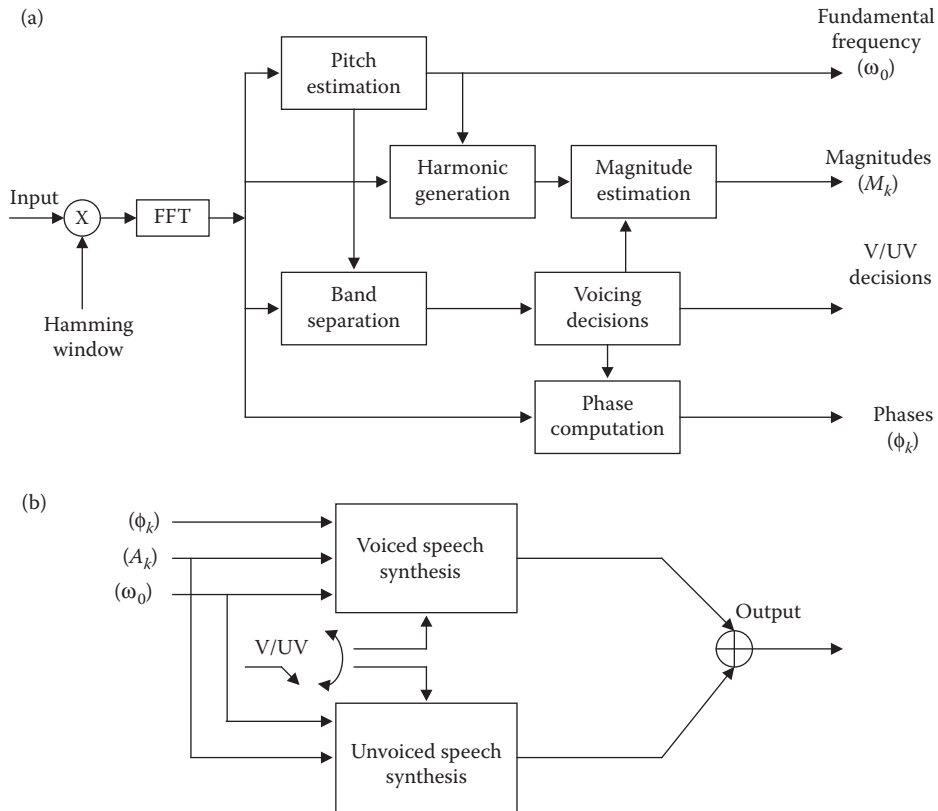 (a)
Fundamental
frequency
(ω0)
Pitch
estimation
Harmonic
generation
Magnitude
estimation
Magnitudes
(Mk)
Input
X
FFT
Hamming
window
Band
separation
Voicing
decisions
V/UV
decisions
Phase
computation
Phases
(ϕk)
(b)
(ϕk)
(Ak)
(ω0)
Voiced speech
synthesis
V/UV
Output
Unvoiced speech
synthesis